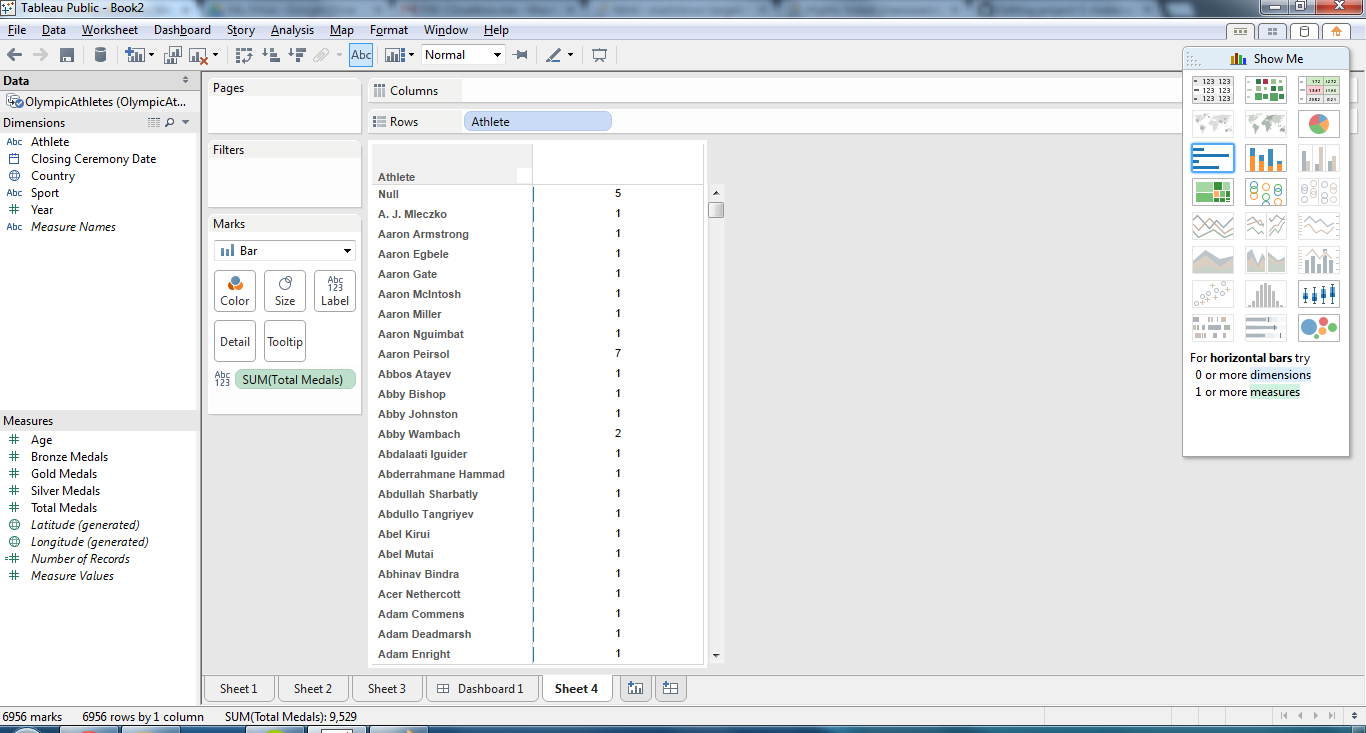 Tableau Public - Book2
File Data Worksheet Dashboard Story Analysis Map Format Window Help
Abc Normal
Data
OlympicAthletes (OlympicAt...
Dimensions
Abc Athlete
Closing Ceremony Date
Country
Abc Sport
# Year
Abc Measure Names
Measures
# Age
# Bronze Medals
# Gold Medals
# Silver Medals
# Total Medals
Latitude (generated)
Longitude (generated)
=# Number of Records
# Measure Values
Pages
Filters
Marks
Bar
Color Size Abc 123 Label
Detail Tooltip
Abc 123 SUM(Total Medals)
Columns
Rows Athlete
Athlete
Null 5
A. J. Mleczko 1
Aaron Armstrong 1
Aaron Egbele 1
Aaron Gate 1
Aaron McIntosh 1
Aaron Miller 1
Aaron Nguimbat 1
Aaron Peirsol 7
Abbos Atayev 1
Abby Bishop 1
Abby Johnston 1
Abby Wambach 2
Abdalaati Iguider 1
Abderrahmane Hammad 1
Abdullah Sharbatly 1
Abdullo Tangriyev 1
Abel Kirui 1
Abel Mutai 1
Abhinav Bindra 1
Acer Nethercott 1
Adam Commens 1
Adam Deadmarsh 1
Adam Enright 1
Show Me
For horizontal bars try
0 or more dimensions
1 or more measures
Sheet 1 Sheet 2 Sheet 3 Dashboard 1 Sheet 4
6956 marks 6956 rows by 1 column SUM(Total Medals): 9,529